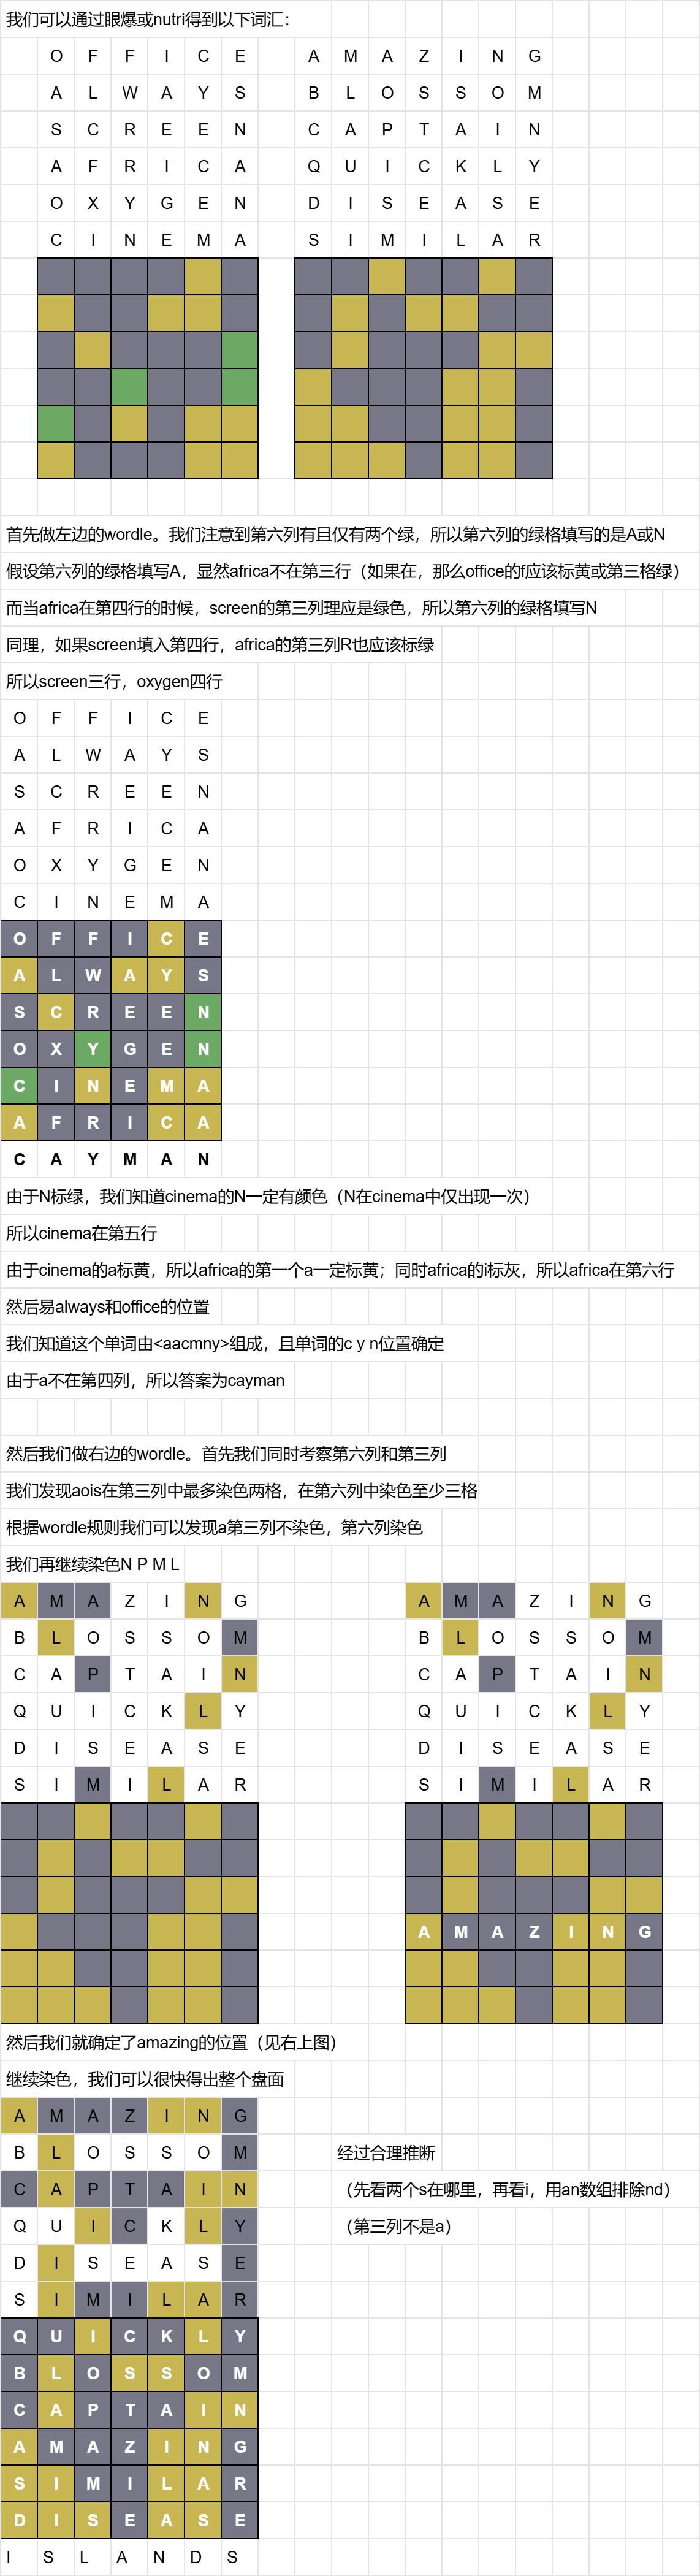 我们可以通过眼爆或nutri得到以下词汇：
O F F I C E A M A Z I N G
A L W A Y S B L O S S O M
S C R E E N C A P T A I N
A F R I C A Q U I C K L Y
O X Y G E N D I S E A S E
C I N E M A S I M I L A R
首先做左边的wordle。我们注意到第六列有且仅有两个绿，所以第六列的绿格填写的是A或N
假设第六列的绿格填写A，显然africa不在第三行（如果在，那么office的f应该标黄或第三格绿）
而当africa在第四行的时候，screen的第三列理应是绿色，所以第六列的绿格填写N
同理，如果screen填入第四行，africa的第三列R也应该标绿
所以screen三行，oxygen四行
O F F I C E
A L W A Y S
S C R E E N
A F R I C A
O X Y G E N
C I N E M A
O F F I C E
A L W A Y S
S C R E E N
O X Y G E N
C I N E M A
A F R I C A
C A Y M A N
由于N标绿，我们知道cinema的N一定有颜色（N在cinema中仅出现一次）
所以cinema在第五行
由于cinema的a标黄，所以africa的第一个a一定标黄；同时africa的i标灰，所以africa在第六行
然后易always和office的位置
我们知道这个单词由<aacmny>组成，且单词的c y n位置确定
由于a不在第四列，所以答案为cayman
然后我们做右边的wordle。首先我们同时考察第六列和第三列
我们发现aois在第三列中最多染色两格，在第六列中染色至少三格
根据wordle规则我们可以发现a第三列不染色，第六列染色
我们再继续染色N P M L
A M A Z I N G A M A Z I N G
B L O S S O M B L O S S O M
C A P T A I N C A P T A I N
Q U I C K L Y Q U I C K L Y
D I S E A S E D I S E A S E
S I M I L A R S I M I L A R
A M A Z I N G
然后我们就确定了amazing的位置（见右上图）
继续染色，我们可以很快得出整个盘面
A M A Z I N G
B L O S S O M 经过合理推断
C A P T A I N （先看两个s在哪里，再看i，用an数组排除nd）
Q U I C K L Y （第三列不是a）
D I S E A S E
S I M I L A R
Q U I C K L Y
B L O S S O M
C A P T A I N
A M A Z I N G
S I M I L A R
D I S E A S E
I S L A N D S